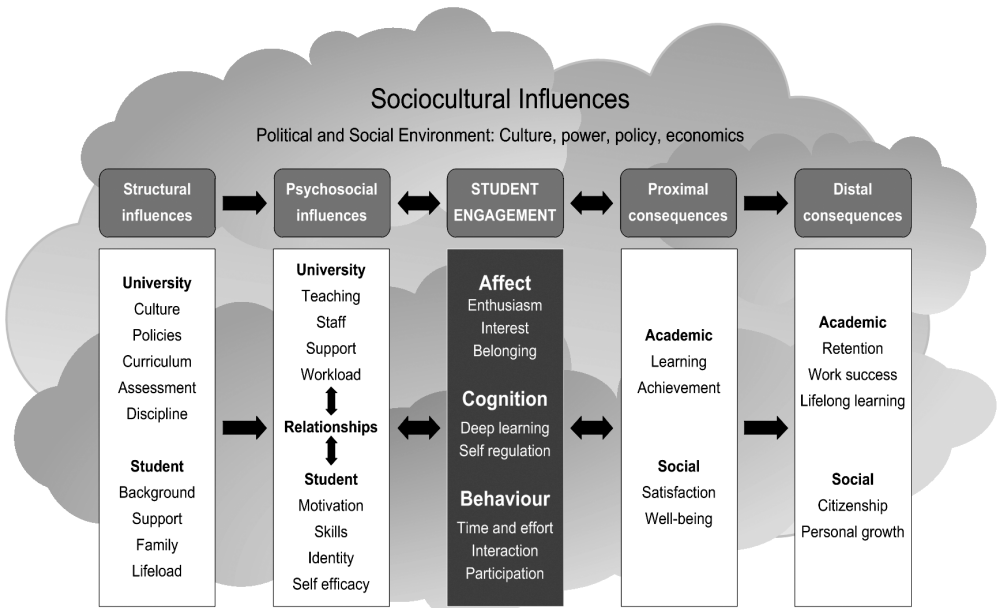 Sociocultural Influences
Political and Social Environment: Culture, power, policy, economics
Structural
influences
Psychosocial
influences
STUDENT
ENGAGEMENT
Proximal
consequences
Distal
consequences
University
Culture
Policies
Curriculum
Assessment
Discipline
Student
Background
Support
Family
Lifeload
University
Teaching
Staff
Support
Workload
Relationships
Student
Motivation
Skills
Identity
Self efficacy
Affect
Enthusiasm
Interest
Belonging
Cognition
Deep learning
Self regulation
Behaviour
Time and effort
Interaction
Participation
Academic
Learning
Achievement
Social
Satisfaction
Well-being
Academic
Retention
Work success
Lifelong learning
Social
Citizenship
Personal growth